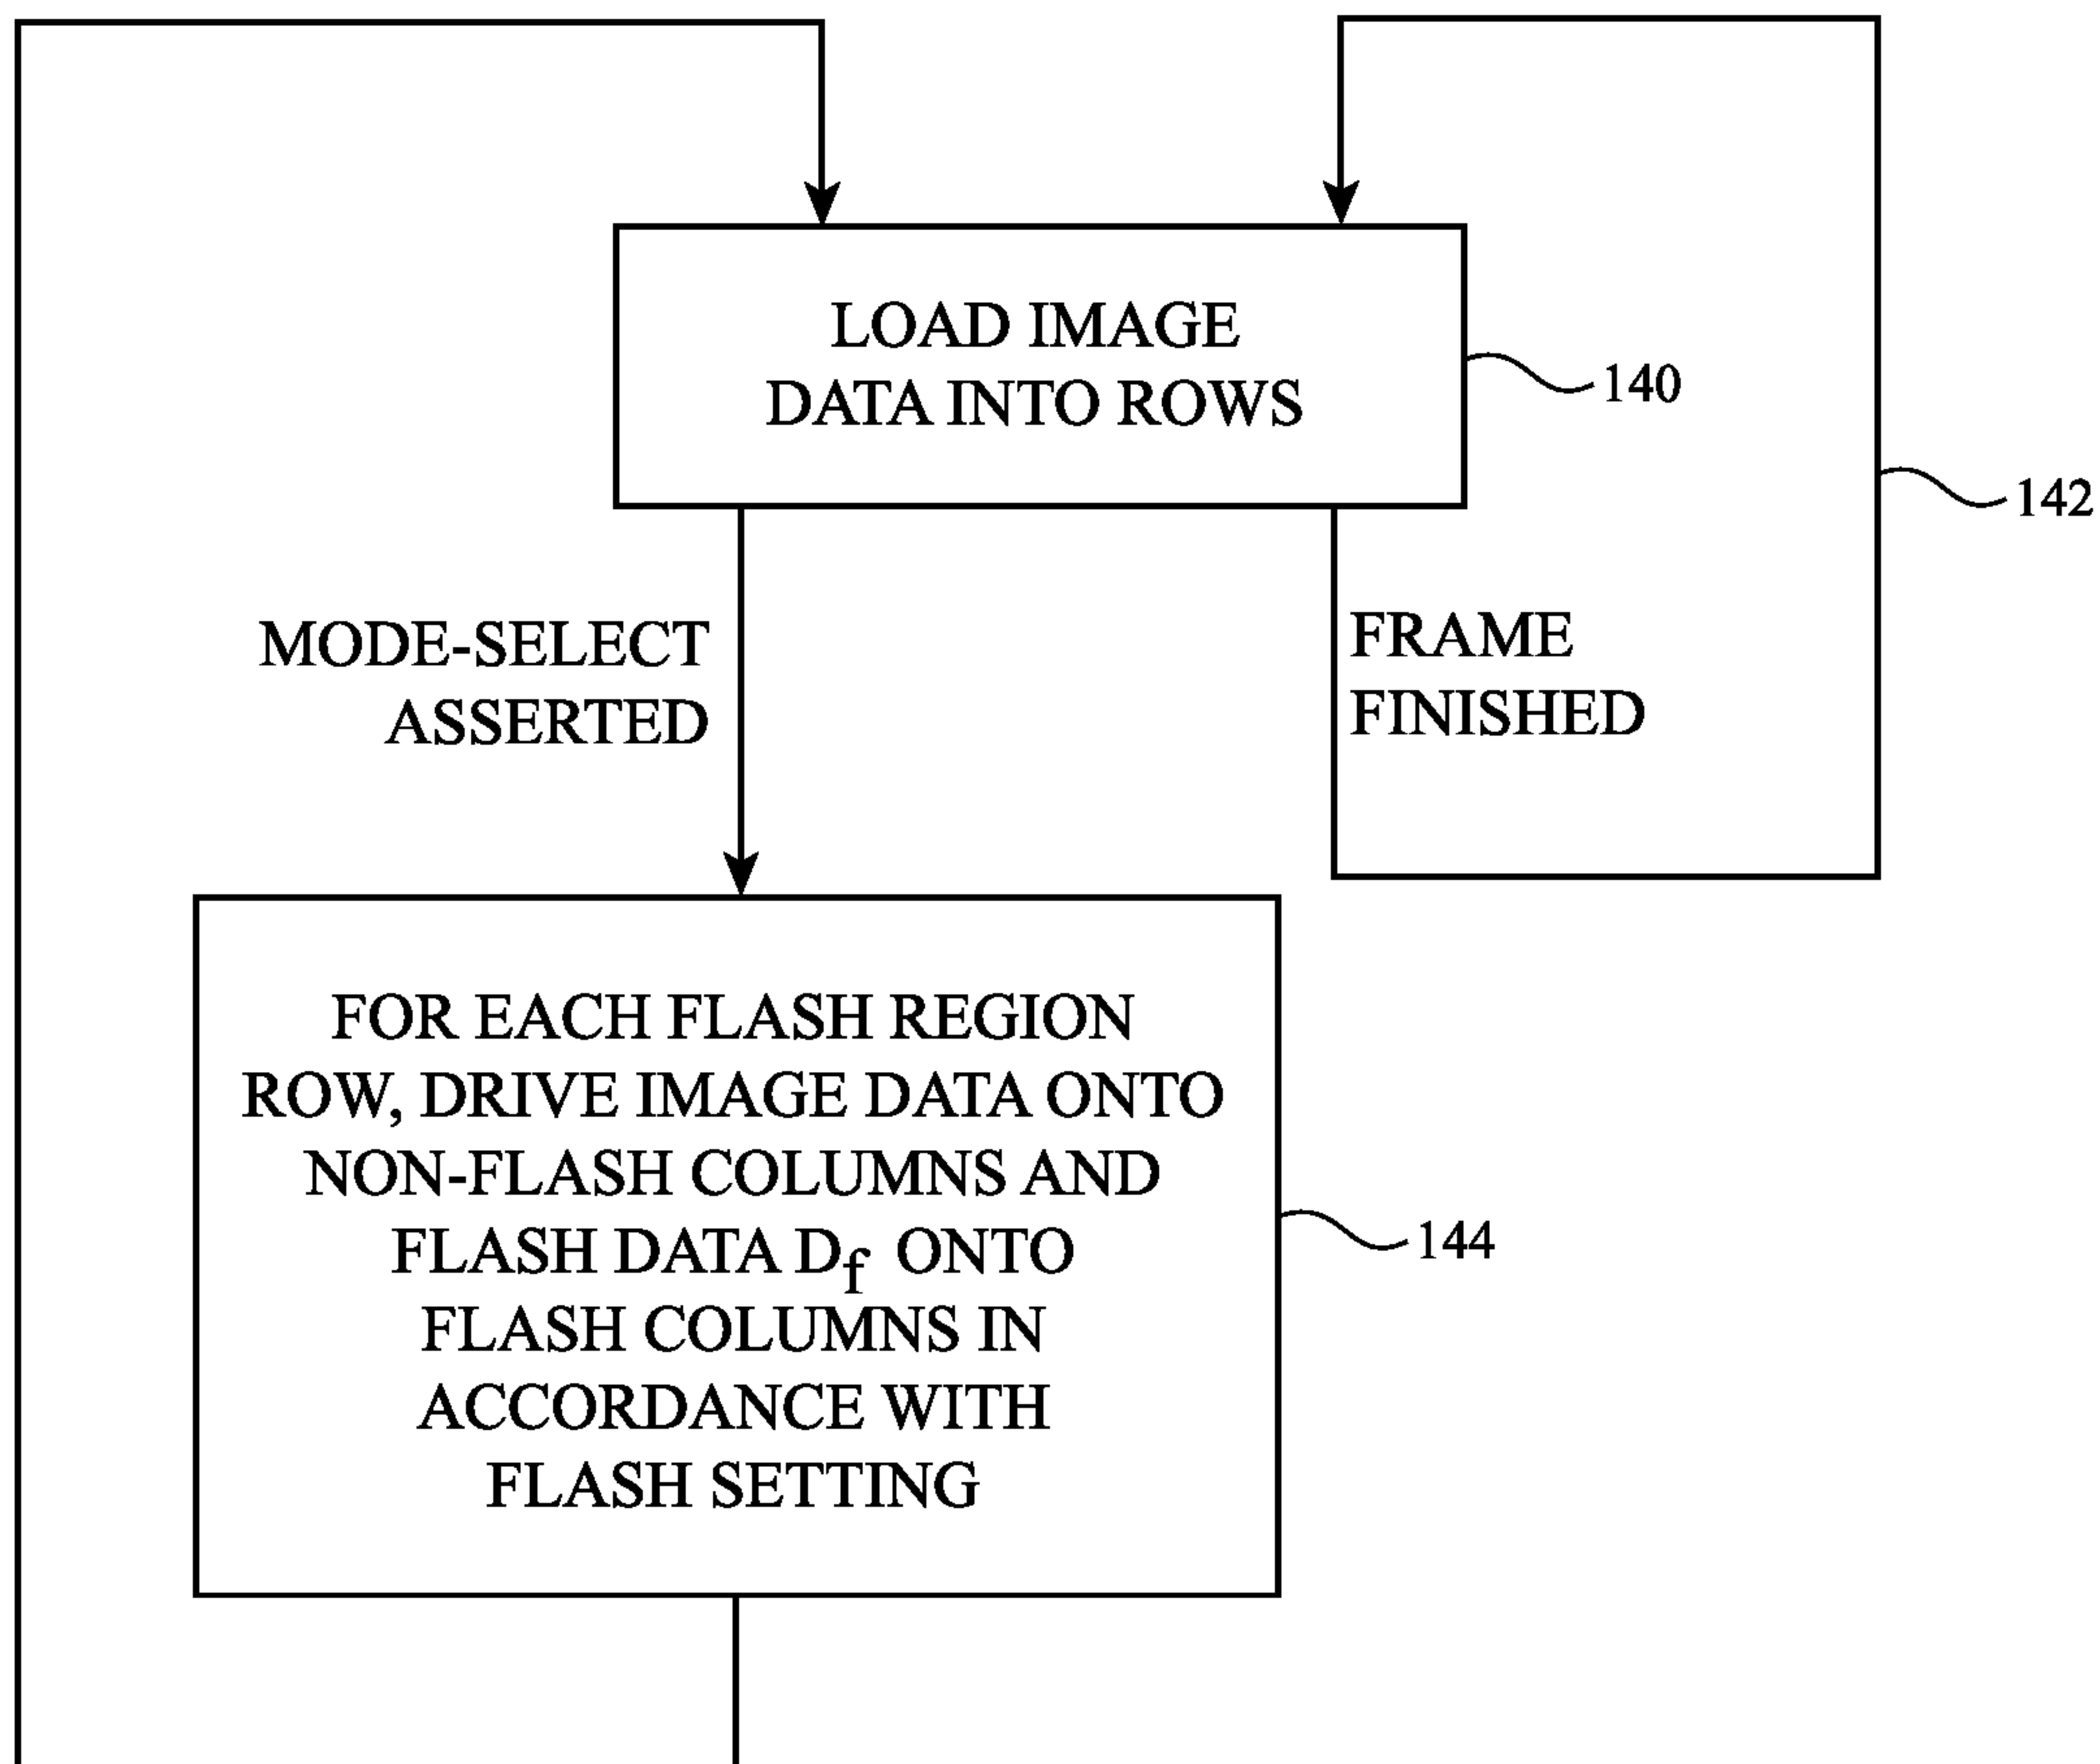 LOAD IMAGE
DATA INTO ROWS
140
142
MODE-SELECT
ASSERTED
FRAME
FINISHED
FOR EACH FLASH REGION
ROW, DRIVE IMAGE DATA ONTO
NON-FLASH COLUMNS AND
FLASH DATA Df ONTO
FLASH COLUMNS IN
ACCORDANCE WITH
FLASH SETTING
144